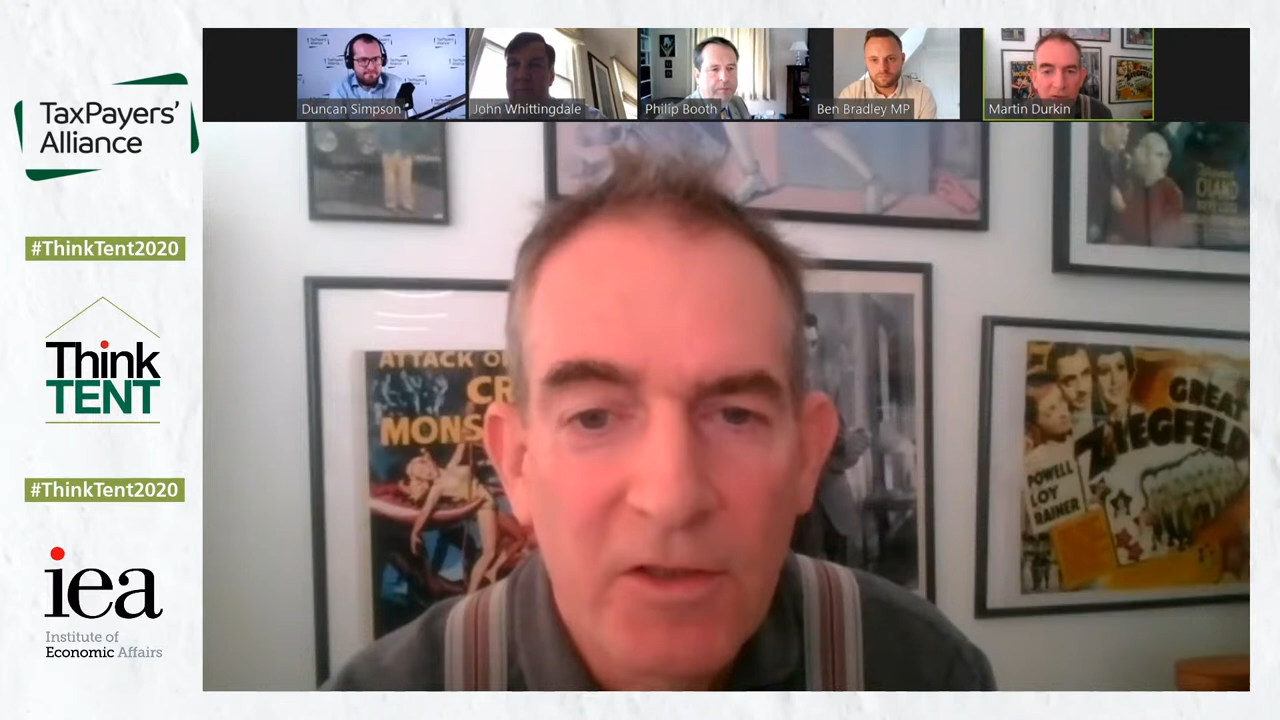 TaxPayers'
Alliance
#ThinkTent2020
Think
TENT
#ThinkTent2020
iea
Institute of
Economic Affairs
Duncan Simpson
John Whittingdale
Philip Booth
Ben Bradley MP
Martin Durkin
ATTACK OF
CR
MONS
OLAND
GREAT
ZIEGFELD
POWELL
LOY
RAINER